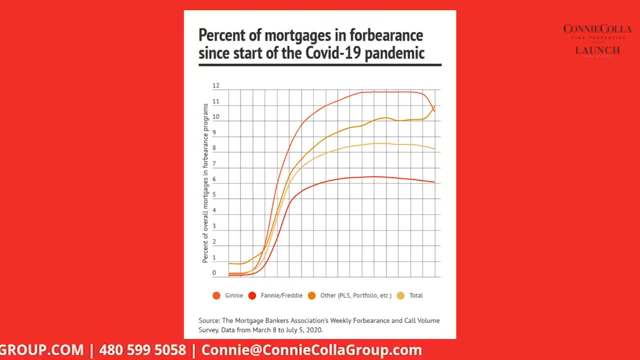 Percent of mortgages in forbearance
since start of the Covid-19 pandemic
CONNIECOLLA
LAUNCH
Percent of overall mortgages in forbearance programs
12
11
10
9
8
7
6
5
4
3
2
1
0
Ginnie
Fannie/Freddie
Other (PLS, Portfolio, etc.)
Total
Source: The Mortgage Bankers Association's Weekly Forbearance and Call Volume
Survey. Data from March 8 to July 5, 2020.
GROUP.COM | 480 599 5058 | Connie@ConnieCollaGroup.com